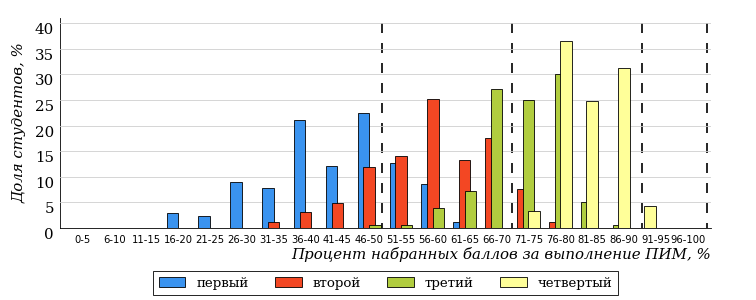 Доля студентов, %
40
35
30
25
20
15
10
5
0
0-5 6-10 11-15 16-20 21-25 26-30 31-35 36-40 41-45 46-50 51-55 56-60 61-65 66-70 71-75 76-80 81-85 86-90 91-95 96-100
Процент набранных баллов за выполнение ПИМ, %
первый второй третий четвертый